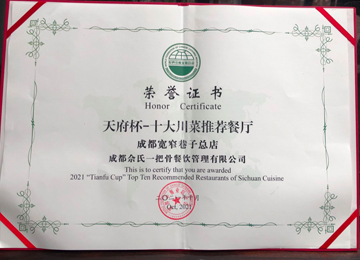 荣誉证书
Honor Certificate
天府杯-十大川菜推荐餐厅
成都宽窄巷子总店
成都余氏一把骨餐饮管理有限公司
This is to certify that you are awarded
2021 "Tianfu Cup" Top Ten Recommended Restaurants of Sichuan Cuisine
Oct, 2021